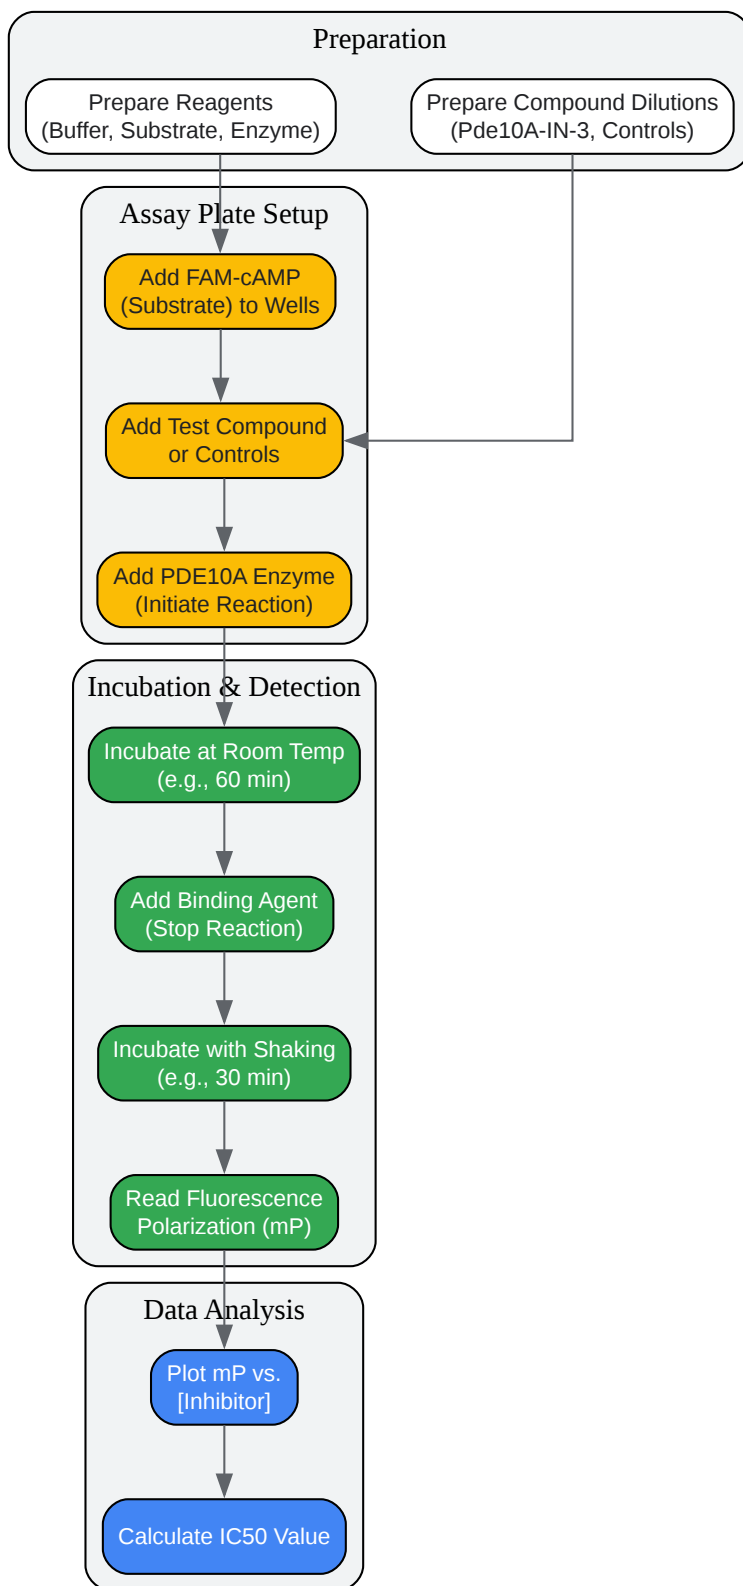 Preparation
Prepare Reagents
(Buffer, Substrate, Enzyme)
Prepare Compound Dilutions
(Pde10A-IN-3, Controls)
Assay Plate Setup
Add FAM-cAMP
(Substrate) to Wells
Add Test Compound
or Controls
Add PDE10A Enzyme
(Initiate Reaction)
Incubation & Detection
Incubate at Room Temp
(e.g., 60 min)
Add Binding Agent
(Stop Reaction)
Incubate with Shaking
(e.g., 30 min)
Read Fluorescence
Polarization (mP)
Data Analysis
Plot mP vs.
[Inhibitor]
Calculate IC50 Value